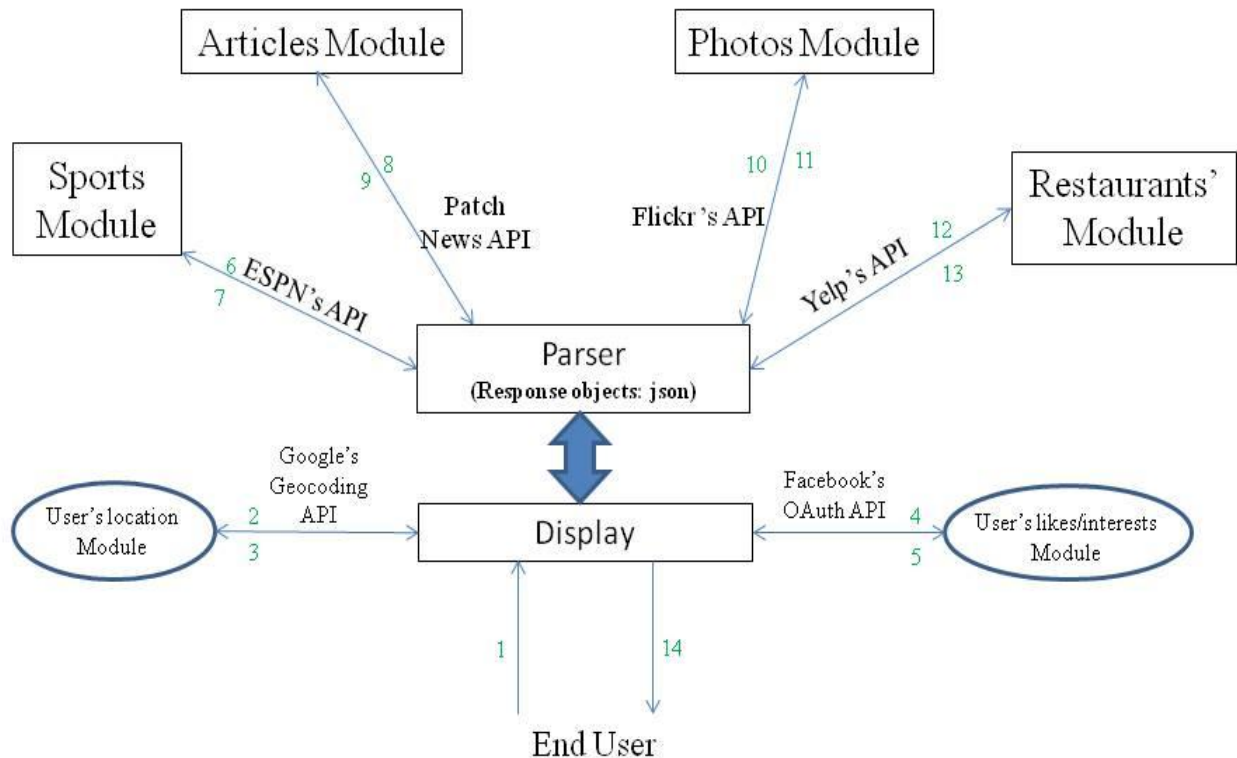 Articles Module
Photos Module
Sports
Module
Restaurants’
Module
8
9
Patch
News API
10
11
Flickr’s API
12
13
Yelp’s API
6
7
ESPN’s API
Parser
(Response objects: json)
Google’s
Geocoding
API
2
3
User’s location
Module
Display
Facebook’s
OAuth API
4
5
User’s likes/interests
Module
1
14
End User